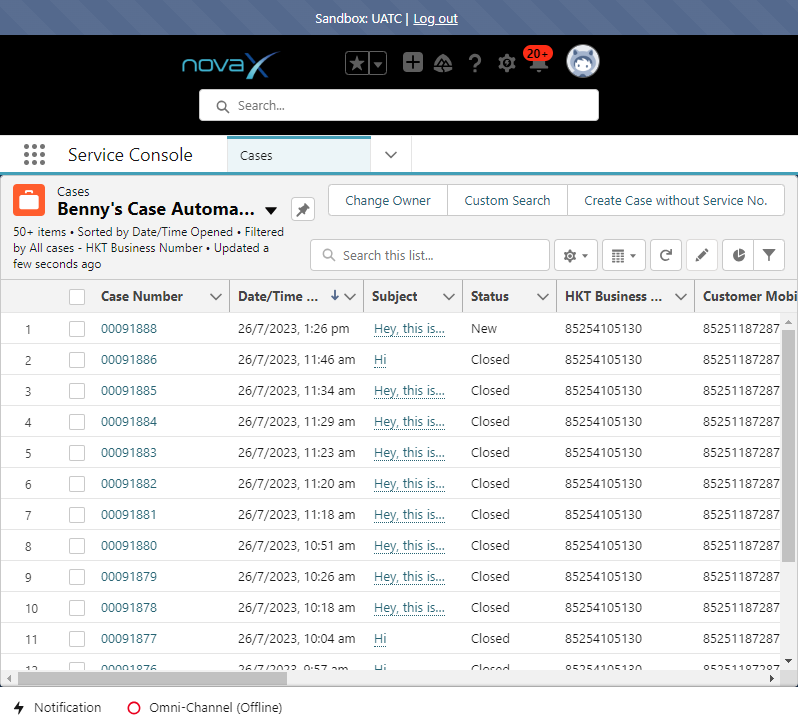 Sandbox: UATC | Log out
novaX
20+
Search...
Service Console
Cases
Cases
Benny's Case Automa...
Change Owner
Custom Search
Create Case without Service No.
50+ items • Sorted by Date/Time Opened • Filtered
by All cases - HKT Business Number • Updated a
few seconds ago
Search this list...
Case Number Date/Time ... Subject Status HKT Business ... Customer Mobi
1 00091888 26/7/2023, 1:26 pm Hey, this is... New 85254105130 85251187287
2 00091886 26/7/2023, 11:46 am Hi Closed 85254105130 85251187287
3 00091885 26/7/2023, 11:34 am Hey, this is... Closed 85254105130 85251187287
4 00091884 26/7/2023, 11:29 am Hey, this is... Closed 85254105130 85251187287
5 00091883 26/7/2023, 11:23 am Hey, this is... Closed 85254105130 85251187287
6 00091882 26/7/2023, 11:20 am Hey, this is... Closed 85254105130 85251187287
7 00091881 26/7/2023, 11:18 am Hey, this is... Closed 85254105130 85251187287
8 00091880 26/7/2023, 10:51 am Hey, this is... Closed 85254105130 85251187287
9 00091879 26/7/2023, 10:26 am Hey, this is... Closed 85254105130 85251187287
10 00091878 26/7/2023, 10:18 am Hey, this is... Closed 85254105130 85251187287
11 00091877 26/7/2023, 10:04 am Hi Closed 85254105130 85251187287
12 00091876 26/7/2023, 9:57 am Hi Closed 85254105130 85251187287
Notification
Omni-Channel (Offline)